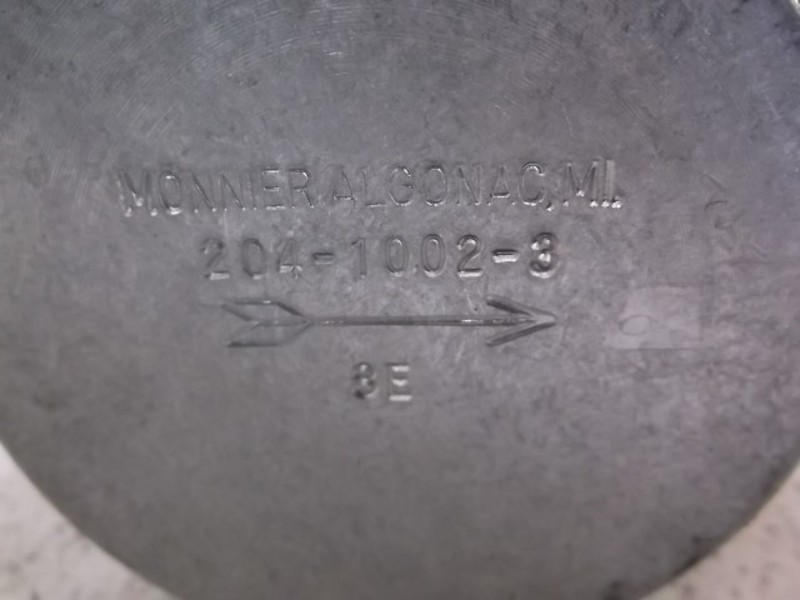 MONNIER, ALGONAC, MI.
204-1002-3
3E